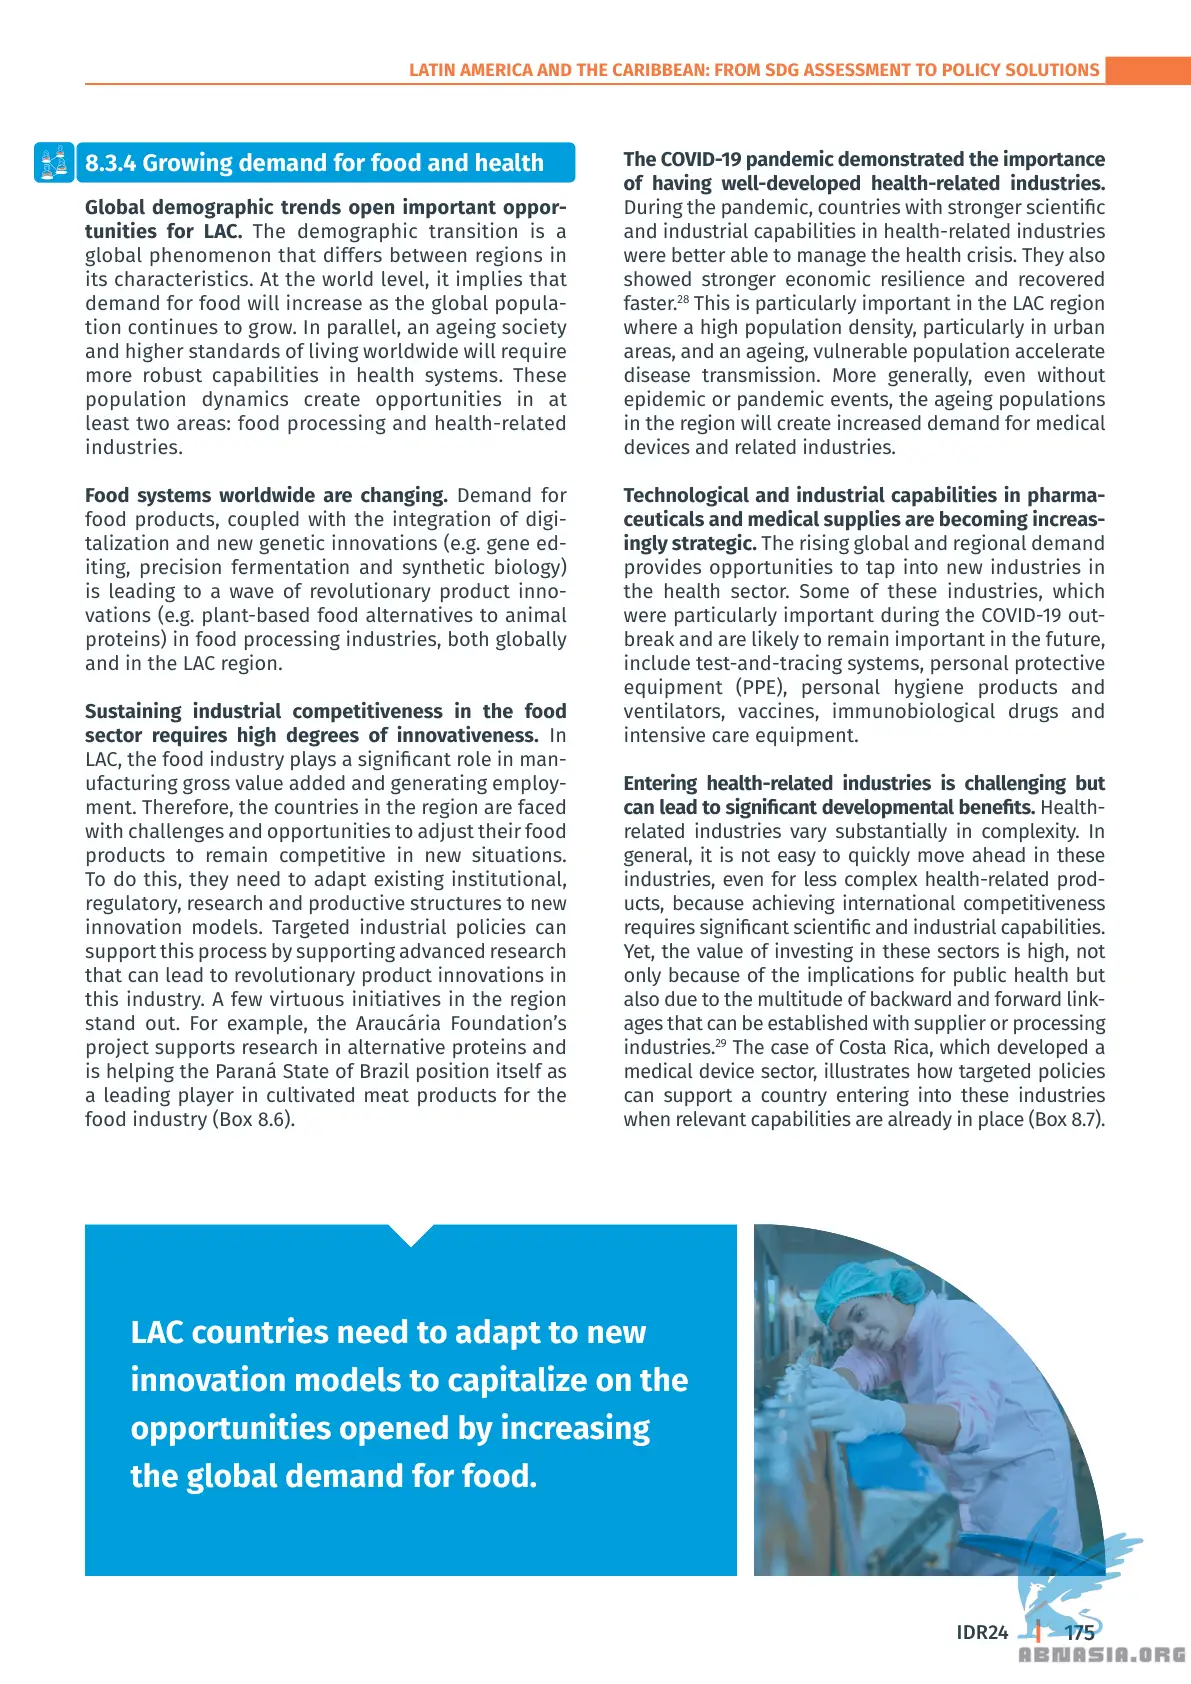 LATIN AMERICA AND THE CARIBBEAN: FROM SDG ASSESSMENT TO POLICY SOLUTIONS
8.3.4 Growing demand for food and health
Global demographic trends open important oppor-
tunities for LAC. The demographic transition is a
global phenomenon that differs between regions in
its characteristics. At the world level, it implies that
demand for food will increase as the global popula-
tion continues to grow. In parallel, an ageing society
and higher standards of living worldwide will require
more robust capabilities in health systems. These
population dynamics create opportunities in at
least two areas: food processing and health-related
industries.
Food systems worldwide are changing. Demand for
food products, coupled with the integration of digi-
talization and new genetic innovations (e.g. gene ed-
iting, precision fermentation and synthetic biology)
is leading to a wave of revolutionary product inno-
vations (e.g. plant-based food alternatives to animal
proteins) in food processing industries, both globally
and in the LAC region.
Sustaining industrial competitiveness in the food
sector requires high degrees of innovativeness. In
LAC, the food industry plays a significant role in man-
ufacturing gross value added and generating employ-
ment. Therefore, the countries in the region are faced
with challenges and opportunities to adjust their food
products to remain competitive in new situations.
To do this, they need to adapt existing institutional,
regulatory, research and productive structures to new
innovation models. Targeted industrial policies can
support this process by supporting advanced research
that can lead to revolutionary product innovations in
this industry. A few virtuous initiatives in the region
stand out. For example, the Araucária Foundation's
project supports research in alternative proteins and
is helping the Paraná State of Brazil position itself as
a leading player in cultivated meat products for the
food industry (Box 8.6).
The COVID-19 pandemic demonstrated the importance
of having well-developed health-related industries.
During the pandemic, countries with stronger scientific
and industrial capabilities in health-related industries
were better able to manage the health crisis. They also
showed stronger economic resilience and recovered
faster.28 This is particularly important in the LAC region
where a high population density, particularly in urban
areas, and an ageing, vulnerable population accelerate
disease transmission. More generally, even without
epidemic or pandemic events, the ageing populations
in the region will create increased demand for medical
devices and related industries.
Technological and industrial capabilities in pharma-
ceuticals and medical supplies are becoming increas-
ingly strategic. The rising global and regional demand
provides opportunities to tap into new industries in
the health sector. Some of these industries, which
were particularly important during the COVID-19 out-
break and are likely to remain important in the future,
include test-and-tracing systems, personal protective
equipment (PPE), personal hygiene products and
ventilators, vaccines, immunobiological drugs and
intensive care equipment.
Entering health-related industries is challenging but
can lead to significant developmental benefits. Health-
related industries vary substantially in complexity. In
general, it is not easy to quickly move ahead in these
industries, even for less complex health-related prod-
ucts, because achieving international competitiveness
requires significant scientific and industrial capabilities.
Yet, the value of investing in these sectors is high, not
only because of the implications for public health but
also due to the multitude of backward and forward link-
ages that can be established with supplier or processing
industries.29 The case of Costa Rica, which developed a
medical device sector, illustrates how targeted policies
can support a country entering into these industries
when relevant capabilities are already in place (Box 8.7).
LAC countries need to adapt to new
innovation models to capitalize on the
opportunities opened by increasing
the global demand for food.
IDR24 | 175
ABNASIA.ORG